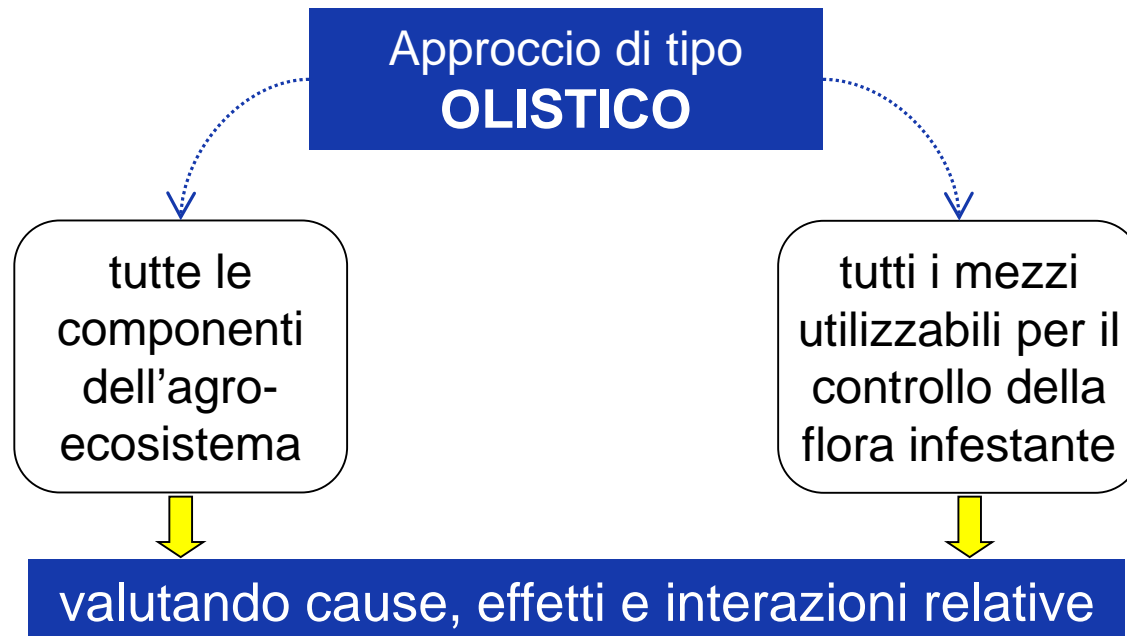 Approccio di tipo
OLISTICO
tutte le
componenti
dell’agro-
ecosistema
tutti i mezzi
utilizzabili per il
controllo della
flora infestante
valutando cause, effetti e interazioni relative